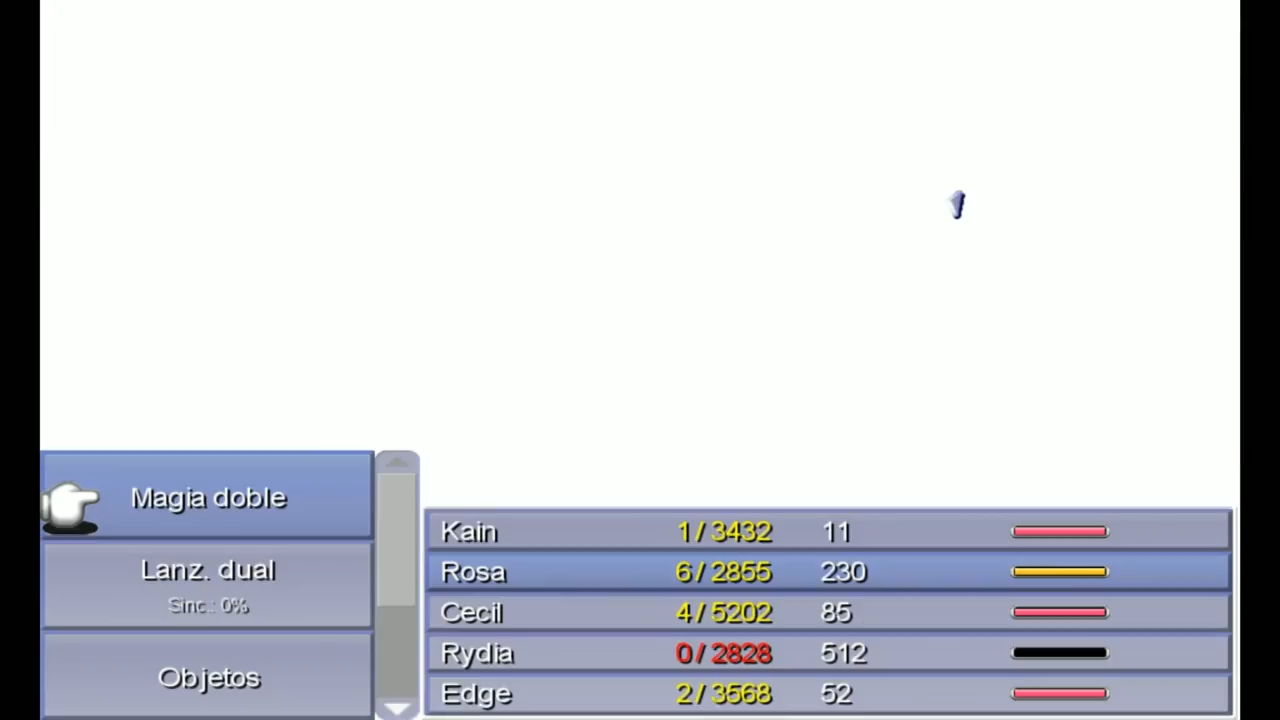 Magia doble
Lanz. dual
Sinc.: 0%
Objetos
Kain 1/3432 11
Rosa 6/2855 230
Cecil 4/5202 85
Rydia 0/2828 512
Edge 2/3568 52